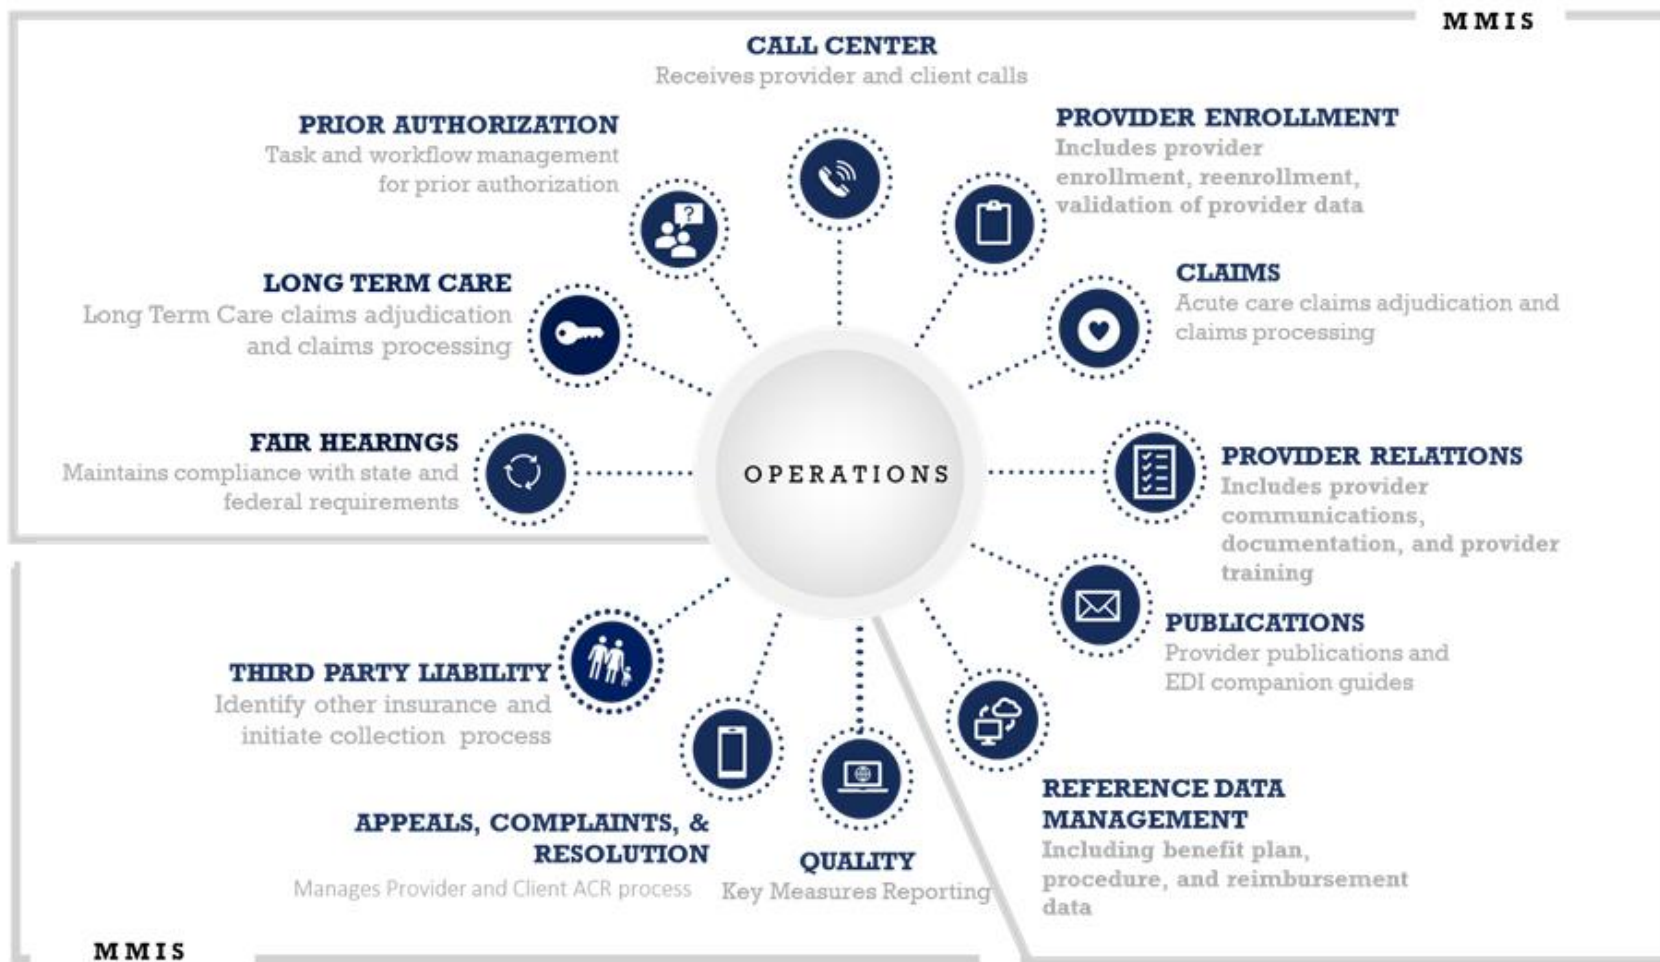 MMIS
CALL CENTER
Receives provider and client calls
PRIOR AUTHORIZATION
Task and workflow management
for prior authorization
PROVIDER ENROLLMENT
Includes provider
enrollment, reenrollment,
validation of provider data
?
LONG TERM CARE
Long Term Care claims adjudication
and claims processing
CLAIMS
Acute care claims adjudication and
claims processing
FAIR HEARINGS
Maintains compliance with state and
federal requirements
OPERATIONS
PROVIDER RELATIONS
Includes provider
communications,
documentation, and provider
training
PUBLICATIONS
Provider publications and
EDI companion guides
THIRD PARTY LIABILITY
Identify other insurance and
initiate collection process
REFERENCE DATA
MANAGEMENT
Including benefit plan,
procedure, and reimbursement
data
APPEALS, COMPLAINTS, &
RESOLUTION
Manages Provider and Client ACR process
QUALITY
Key Measures Reporting
MMIS